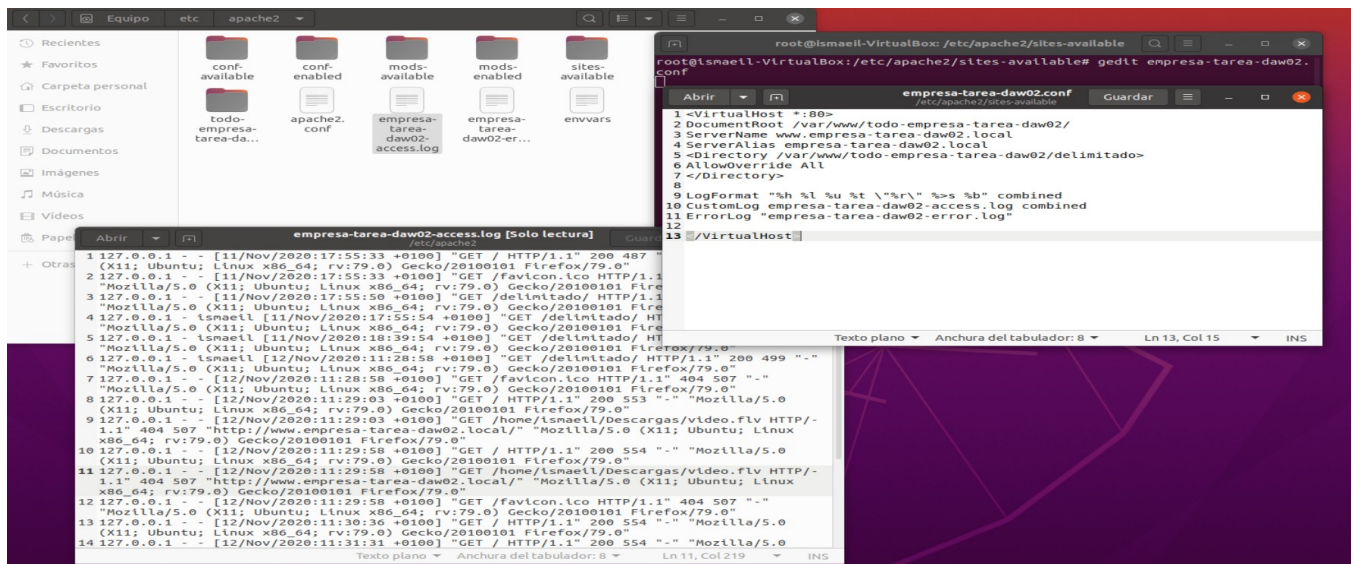 Equipo etc apache2
Recientes
Favoritos
Carpeta personal
Escritorio
Descargas
Documentos
Imágenes
Música
Vídeos
Pape
+ Otras
conf-
available
conf-
enabled
mods-
available
mods-
enabled
sites-
available
todo-
empresa-
tarea-da...
apache2.
conf
empresa-
tarea-
daw02-
access.log
empresa-
tarea-
daw02-er...
envvars
root@ismaeil-VirtualBox: /etc/apache2/sites-available
root@ismaeil-VirtualBox:/etc/apache2/sites-available# gedit empresa-tarea-daw02.
conf
Abrir empresa-tarea-daw02.conf Guardar
/etc/apache2/sites-available
1 <VirtualHost *:80>
2 DocumentRoot /var/www/todo-empresa-tarea-daw02/
3 ServerName www.empresa-tarea-daw02.local
4 ServerAlias empresa-tarea-daw02.local
5 <Directory /var/www/todo-empresa-tarea-daw02/delimitado>
6 AllowOverride All
7 </Directory>
8
9 LogFormat "%h %l %u %t \"%r\" %>s %b" combined
10 CustomLog empresa-tarea-daw02-access.log combined
11 ErrorLog "empresa-tarea-daw02-error.log"
12
13 </VirtualHost>
Texto plano Anchura del tabulador: 8 Ln 13, Col 15 INS
Abrir empresa-tarea-daw02-access.log [Solo lectura] Guard
/etc/apache2
1 127.0.0.1 - - [11/Nov/2020:17:55:33 +0100] "GET / HTTP/1.1" 200 487 "
(X11; Ubuntu; Linux x86_64; rv:79.0) Gecko/20100101 Firefox/79.0"
2 127.0.0.1 - - [11/Nov/2020:17:55:33 +0100] "GET /favicon.ico HTTP/1.1
"Mozilla/5.0 (X11; Ubuntu; Linux x86_64; rv:79.0) Gecko/20100101 Fire
3 127.0.0.1 - - [11/Nov/2020:17:55:50 +0100] "GET /delimitado/ HTTP/1.1
"Mozilla/5.0 (X11; Ubuntu; Linux x86_64; rv:79.0) Gecko/20100101 Fire
4 127.0.0.1 - ismaeil [11/Nov/2020:17:55:54 +0100] "GET /delimitado/ HT
"Mozilla/5.0 (X11; Ubuntu; Linux x86_64; rv:79.0) Gecko/20100101 Fire
5 127.0.0.1 - ismaeil [11/Nov/2020:18:39:54 +0100] "GET /delimitado/ HT
"Mozilla/5.0 (X11; Ubuntu; Linux x86_64; rv:79.0) Gecko/20100101 Firefox/79.0"
6 127.0.0.1 - ismaeil [12/Nov/2020:11:28:58 +0100] "GET /delimitado/ HTTP/1.1" 200 499 "-"
"Mozilla/5.0 (X11; Ubuntu; Linux x86_64; rv:79.0) Gecko/20100101 Firefox/79.0"
7 127.0.0.1 - - [12/Nov/2020:11:28:58 +0100] "GET /favicon.ico HTTP/1.1" 404 507 "-"
"Mozilla/5.0 (X11; Ubuntu; Linux x86_64; rv:79.0) Gecko/20100101 Firefox/79.0"
8 127.0.0.1 - - [12/Nov/2020:11:29:03 +0100] "GET / HTTP/1.1" 200 553 "-" "Mozilla/5.0
(X11; Ubuntu; Linux x86_64; rv:79.0) Gecko/20100101 Firefox/79.0"
9 127.0.0.1 - - [12/Nov/2020:11:29:03 +0100] "GET /home/ismaeil/Descargas/video.flv HTTP/-
1.1" 404 507 "http://www.empresa-tarea-daw02.local/" "Mozilla/5.0 (X11; Ubuntu; Linux
x86_64; rv:79.0) Gecko/20100101 Firefox/79.0"
10 127.0.0.1 - - [12/Nov/2020:11:29:58 +0100] "GET / HTTP/1.1" 200 554 "-" "Mozilla/5.0
(X11; Ubuntu; Linux x86_64; rv:79.0) Gecko/20100101 Firefox/79.0"
11 127.0.0.1 - - [12/Nov/2020:11:29:58 +0100] "GET /home/ismaeil/Descargas/video.flv HTTP/-
1.1" 404 507 "http://www.empresa-tarea-daw02.local/" "Mozilla/5.0 (X11; Ubuntu; Linux
x86_64; rv:79.0) Gecko/20100101 Firefox/79.0"
12 127.0.0.1 - - [12/Nov/2020:11:29:58 +0100] "GET /favicon.ico HTTP/1.1" 404 507 "-"
"Mozilla/5.0 (X11; Ubuntu; Linux x86_64; rv:79.0) Gecko/20100101 Firefox/79.0"
13 127.0.0.1 - - [12/Nov/2020:11:30:36 +0100] "GET / HTTP/1.1" 200 554 "-" "Mozilla/5.0
(X11; Ubuntu; Linux x86_64; rv:79.0) Gecko/20100101 Firefox/79.0"
14 127.0.0.1 - - [12/Nov/2020:11:31:31 +0100] "GET / HTTP/1.1" 200 554 "-" "Mozilla/5.0
Texto plano Anchura del tabulador: 8 Ln 11, Col 219 INS